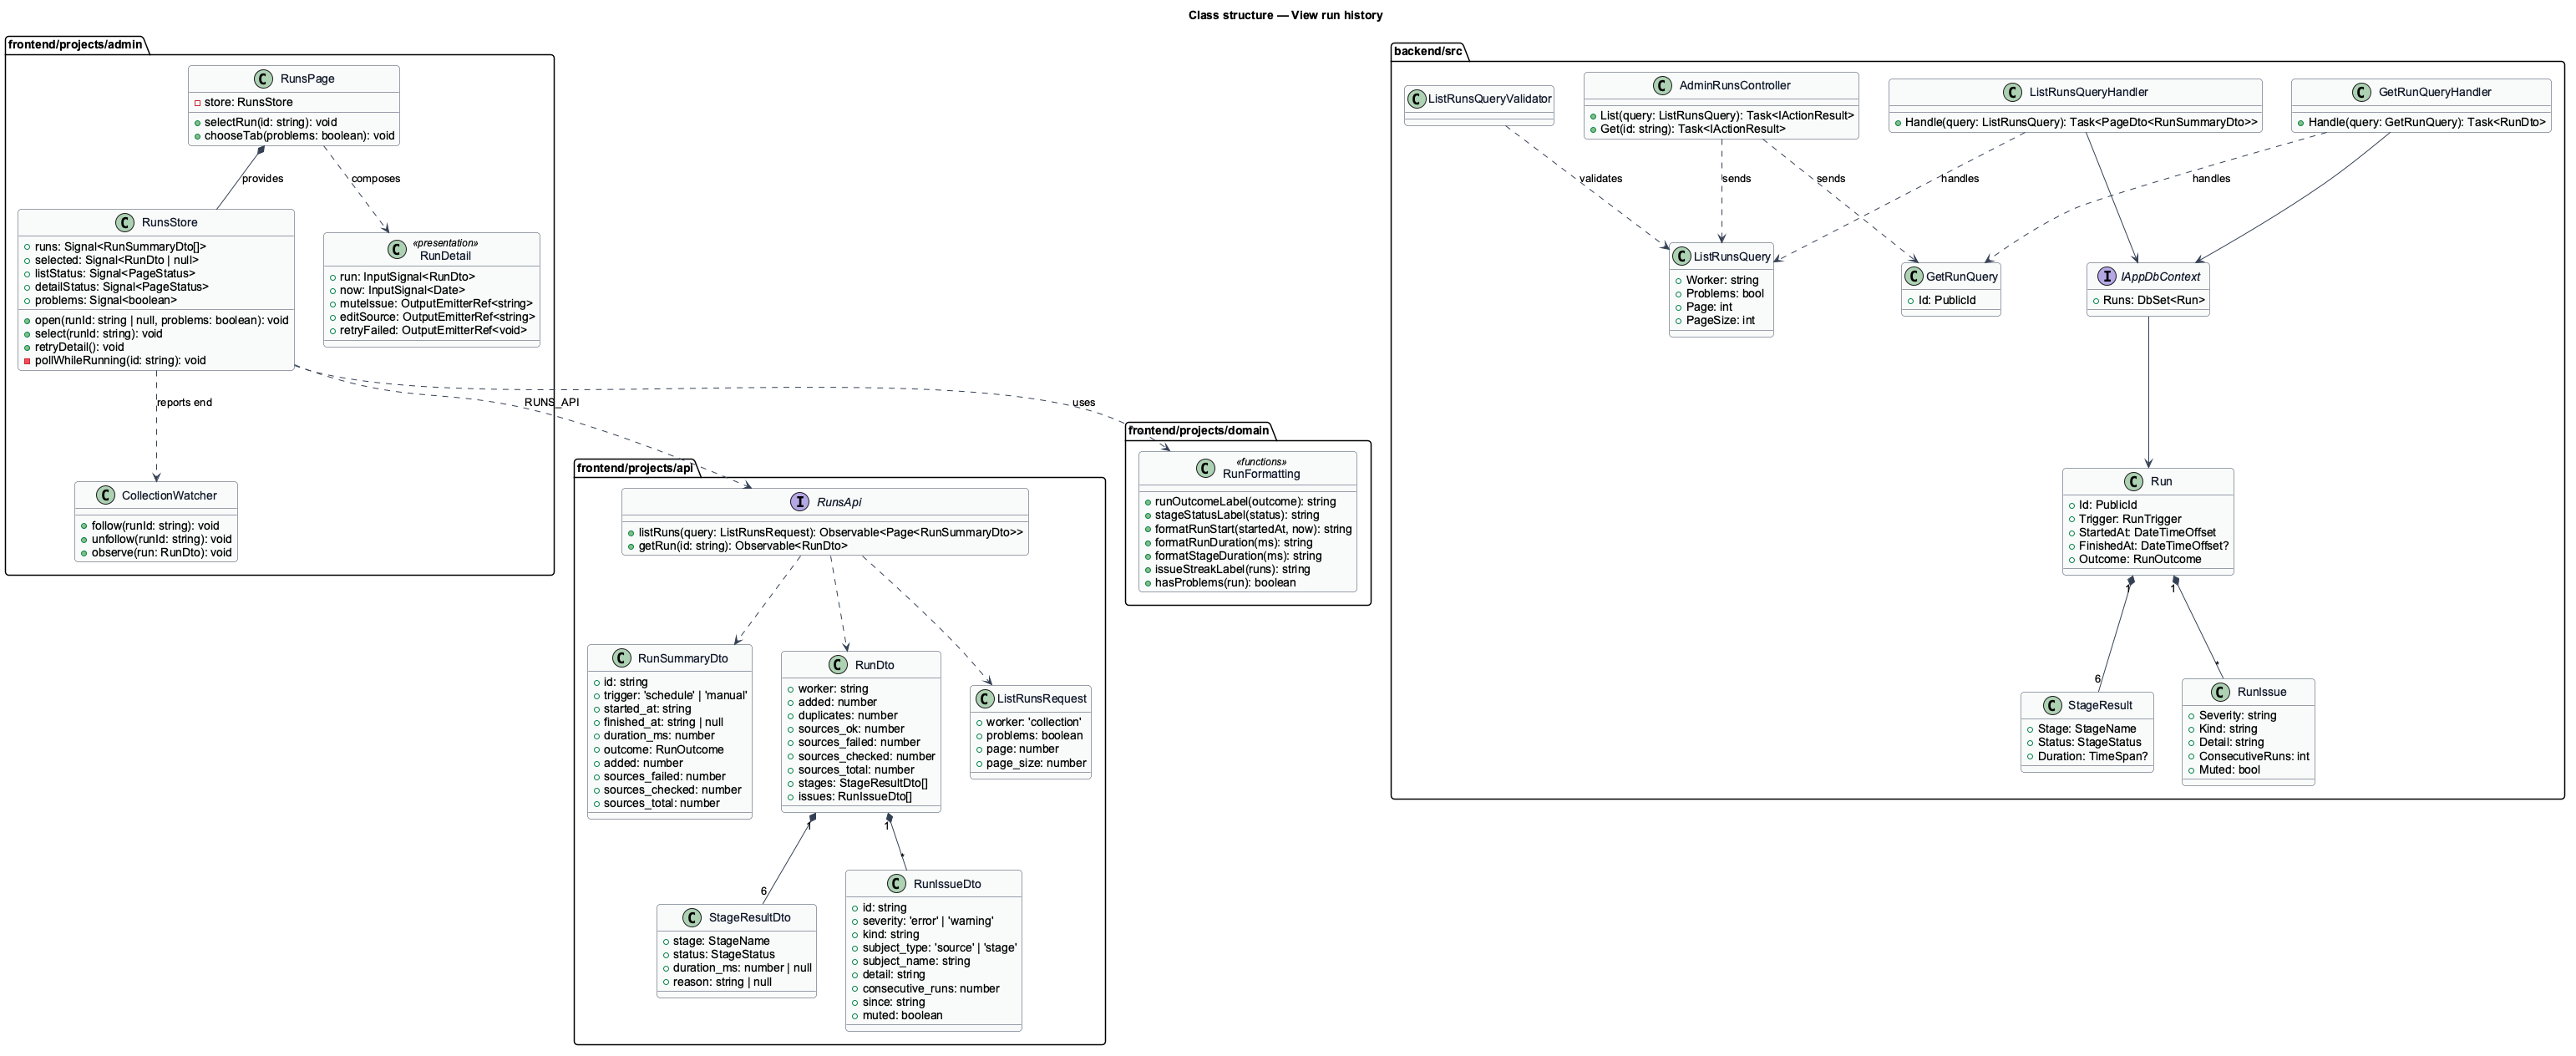 Class structure — View run history
frontend/projects/admin
C RunsPage
store: RunsStore
selectRun(id: string): void
chooseTab(problems: boolean): void
provides
composes
C RunsStore
runs: Signal<RunSummaryDto[]>
selected: Signal<RunDto | null>
listStatus: Signal<PageStatus>
detailStatus: Signal<PageStatus>
problems: Signal<boolean>
open(runId: string | null, problems: boolean): void
select(runId: string): void
retryDetail(): void
pollWhileRunning(id: string): void
C «presentation»
RunDetail
run: InputSignal<RunDto>
now: InputSignal<Date>
muteIssue: OutputEmitterRef<string>
editSource: OutputEmitterRef<string>
retryFailed: OutputEmitterRef<void>
reports end
RUNS_API
uses
C CollectionWatcher
follow(runId: string): void
unfollow(runId: string): void
observe(run: RunDto): void
frontend/projects/api
I RunsApi
listRuns(query: ListRunsRequest): Observable<Page<RunSummaryDto>>
getRun(id: string): Observable<RunDto>
C RunSummaryDto
id: string
trigger: 'schedule' | 'manual'
started_at: string
finished_at: string | null
duration_ms: number
outcome: RunOutcome
added: number
sources_failed: number
sources_checked: number
sources_total: number
C RunDto
worker: string
added: number
duplicates: number
sources_ok: number
sources_failed: number
sources_checked: number
sources_total: number
stages: StageResultDto[]
issues: RunIssueDto[]
C ListRunsRequest
worker: 'collection'
problems: boolean
page: number
page_size: number
1
1
6
*
C StageResultDto
stage: StageName
status: StageStatus
duration_ms: number | null
reason: string | null
C RunIssueDto
id: string
severity: 'error' | 'warning'
kind: string
subject_type: 'source' | 'stage'
subject_name: string
detail: string
consecutive_runs: number
since: string
muted: boolean
frontend/projects/domain
C «functions»
RunFormatting
runOutcomeLabel(outcome): string
stageStatusLabel(status): string
formatRunStart(startedAt, now): string
formatRunDuration(ms): string
formatStageDuration(ms): string
issueStreakLabel(runs): string
hasProblems(run): boolean
backend/src
C ListRunsQueryValidator
C AdminRunsController
List(query: ListRunsQuery): Task<IActionResult>
Get(id: string): Task<IActionResult>
C ListRunsQueryHandler
Handle(query: ListRunsQuery): Task<PageDto<RunSummaryDto>>
C GetRunQueryHandler
Handle(query: GetRunQuery): Task<RunDto>
validates
sends
sends
handles
handles
C ListRunsQuery
Worker: string
Problems: bool
Page: int
PageSize: int
C GetRunQuery
Id: PublicId
I IAppDbContext
Runs: DbSet<Run>
C Run
Id: PublicId
Trigger: RunTrigger
StartedAt: DateTimeOffset
FinishedAt: DateTimeOffset?
Outcome: RunOutcome
1
1
6
*
C StageResult
Stage: StageName
Status: StageStatus
Duration: TimeSpan?
C RunIssue
Severity: string
Kind: string
Detail: string
ConsecutiveRuns: int
Muted: bool